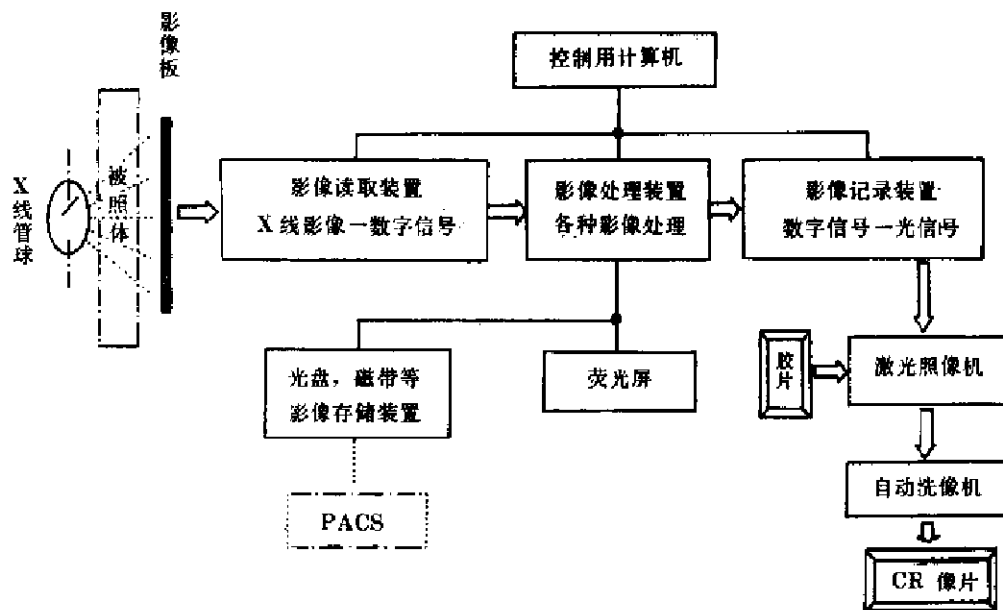 影像板
控制用计算机
X线管球
被照体
影像读取装置
X线影像一数字信号
影像处理装置
各种影像处理
影像记录装置
数字信号一光信号
光盘，磁带等
影像存储装置
荧光屏
胶片
激光照像机
自动洗像机
PACS
CR 像片